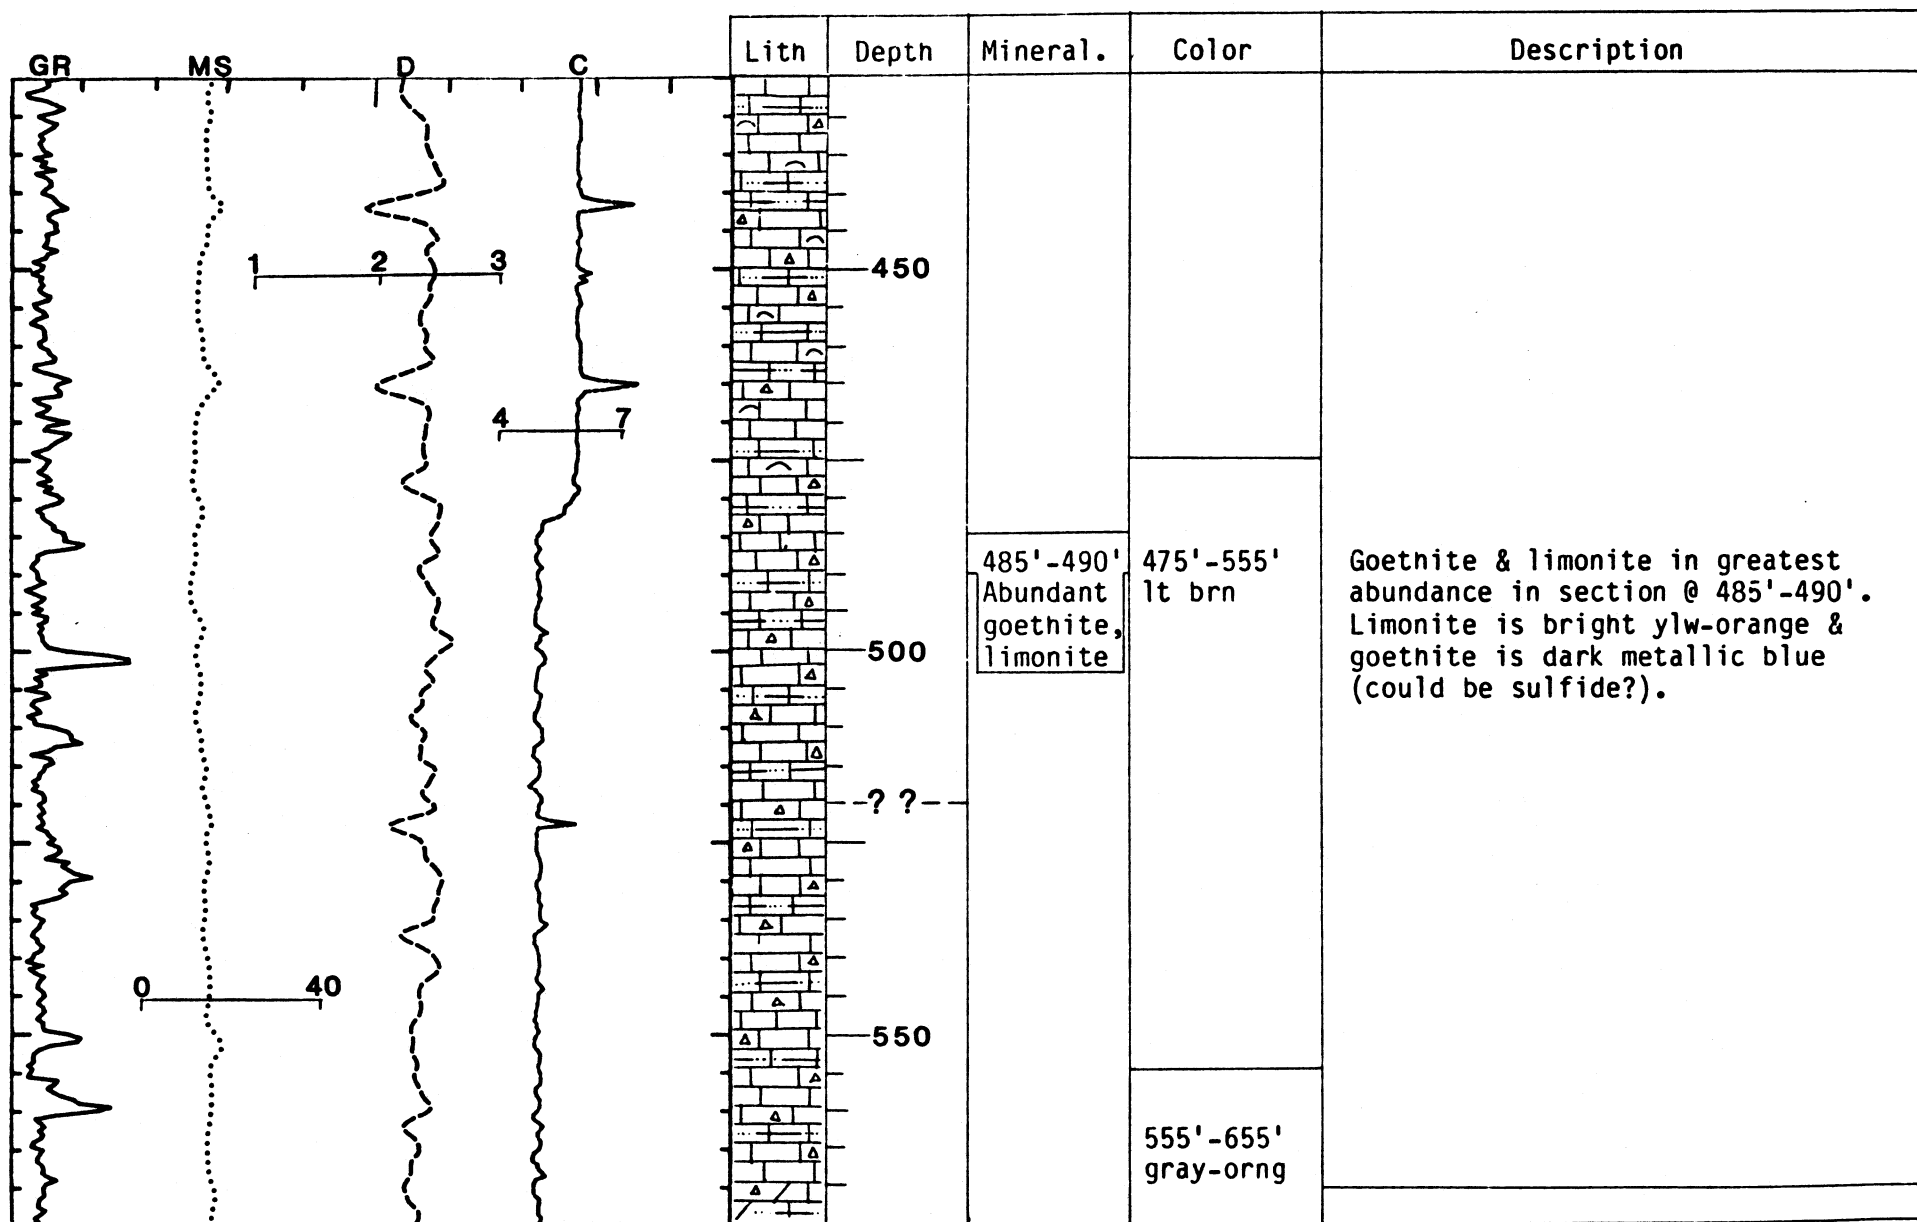 GR MS D C Lith Depth Mineral. Color Description
1 2 3
450
4 7
485'-490'
Abundant
goethite,
limonite
475'-555'
lt brn
Goethite & limonite in greatest
abundance in section @ 485'-490'.
Limonite is bright ylw-orange &
goethite is dark metallic blue
(could be sulfide?).
500
? ?
0 40
550
555'-655'
gray-orng